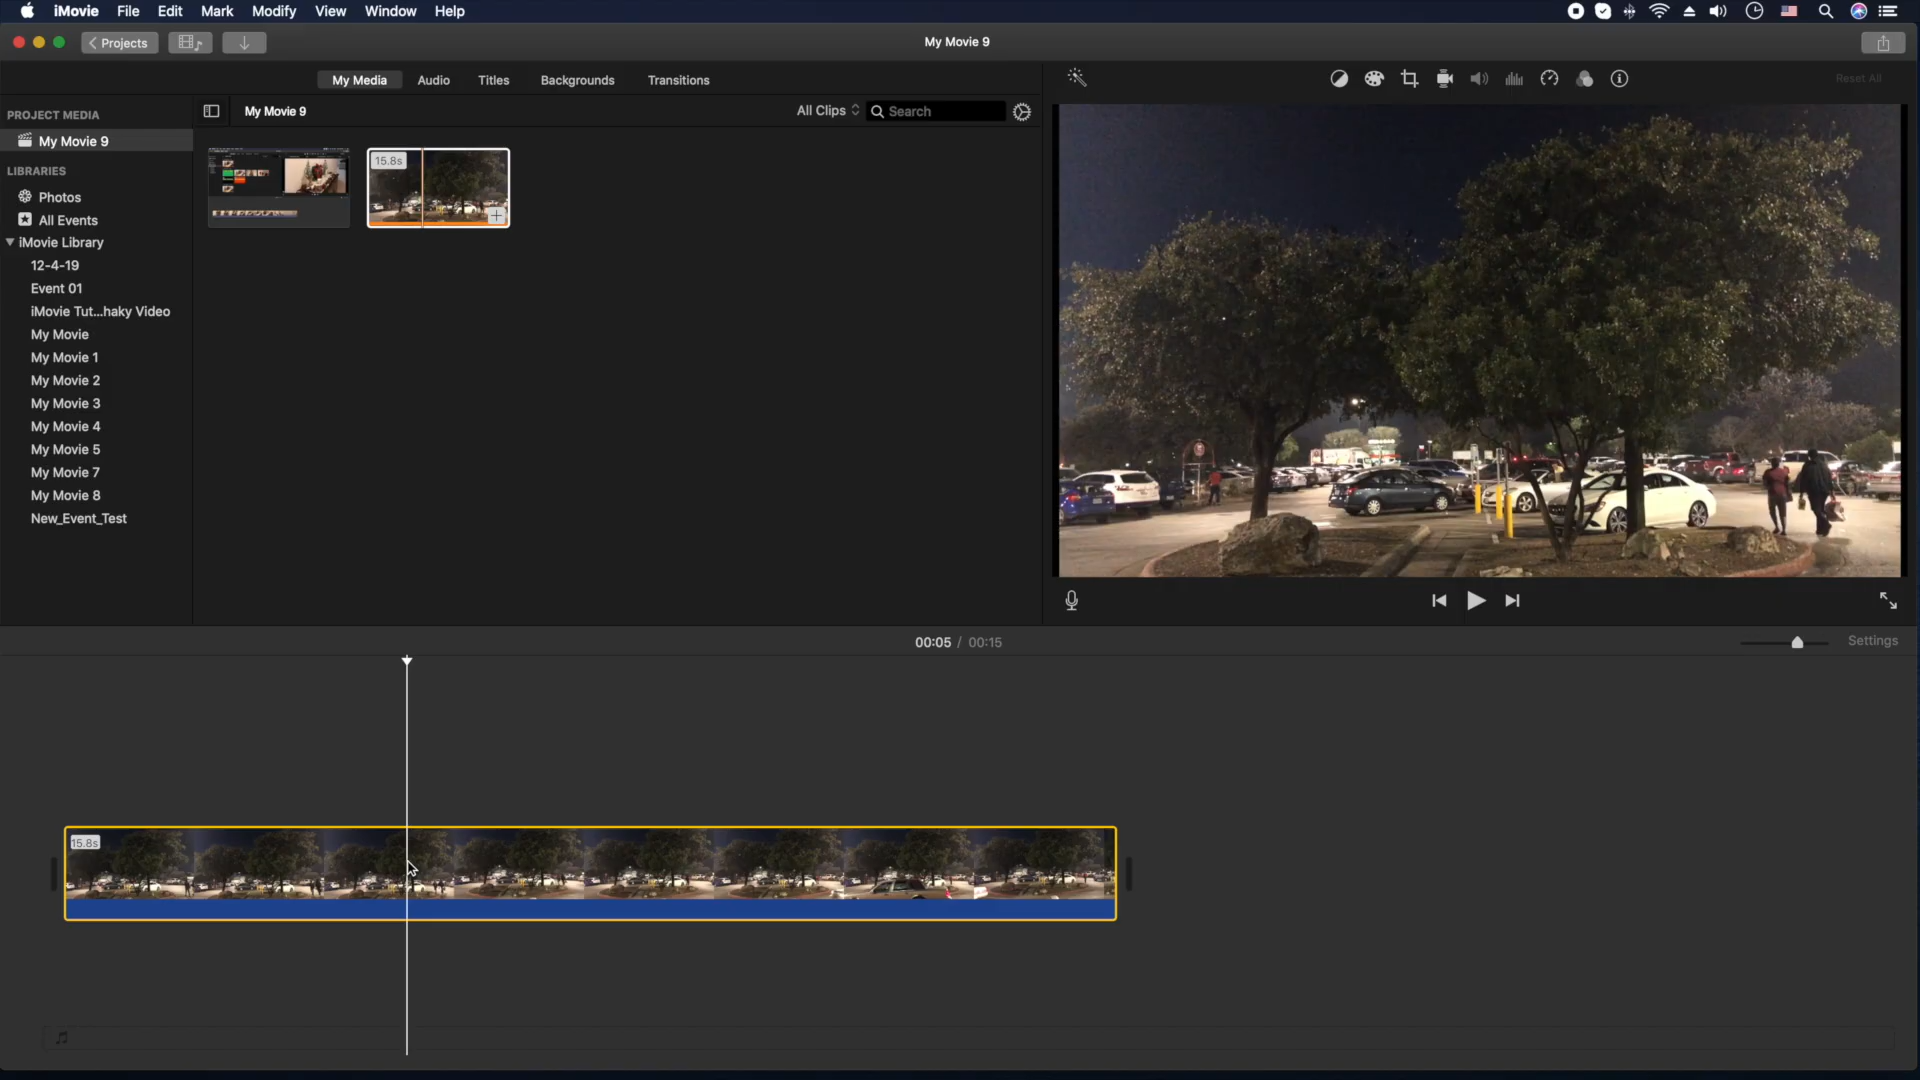 iMovie File Edit Mark Modify View Window Help
Projects
My Movie 9
My Media Audio Titles Backgrounds Transitions
Reset All
PROJECT MEDIA
My Movie 9
All Clips
Search
My Movie 9
LIBRARIES
Photos
All Events
iMovie Library
12-4-19
Event 01
iMovie Tut...haky Video
My Movie
My Movie 1
My Movie 2
My Movie 3
My Movie 4
My Movie 5
My Movie 7
My Movie 8
New_Event_Test
15.8s
00:05 / 00:15
Settings
15.8s